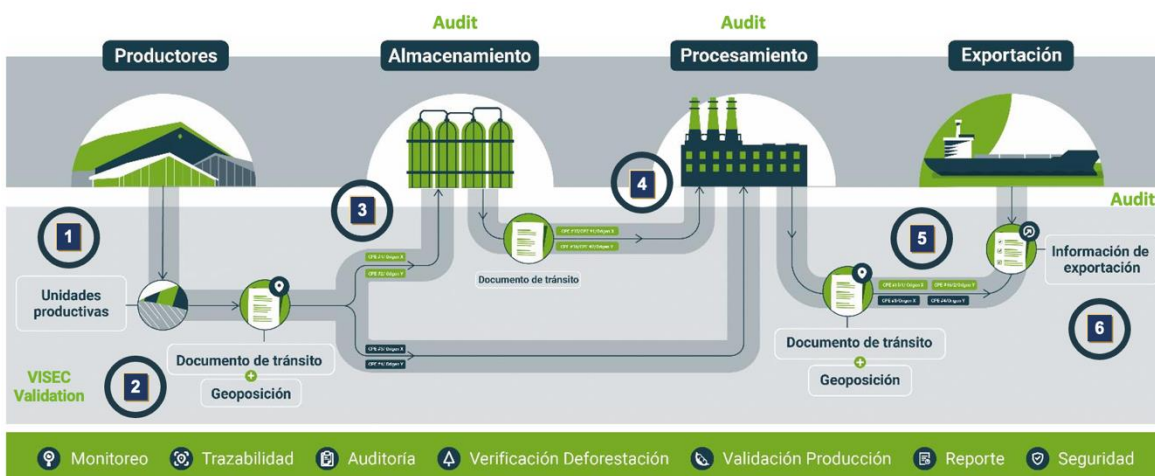 Audit
Audit
Productores
Almacenamiento
Procesamiento
Exportación
Audit
1
2
3
4
5
6
Unidades
productivas
Documento de tránsito
+
Geoposición
VISEC
Validation
Documento de tránsito
Documento de tránsito
+
Geoposición
Información de
exportación
Monitoreo
Trazabilidad
Auditoría
Verificación Deforestación
Validación Producción
Reporte
Seguridad